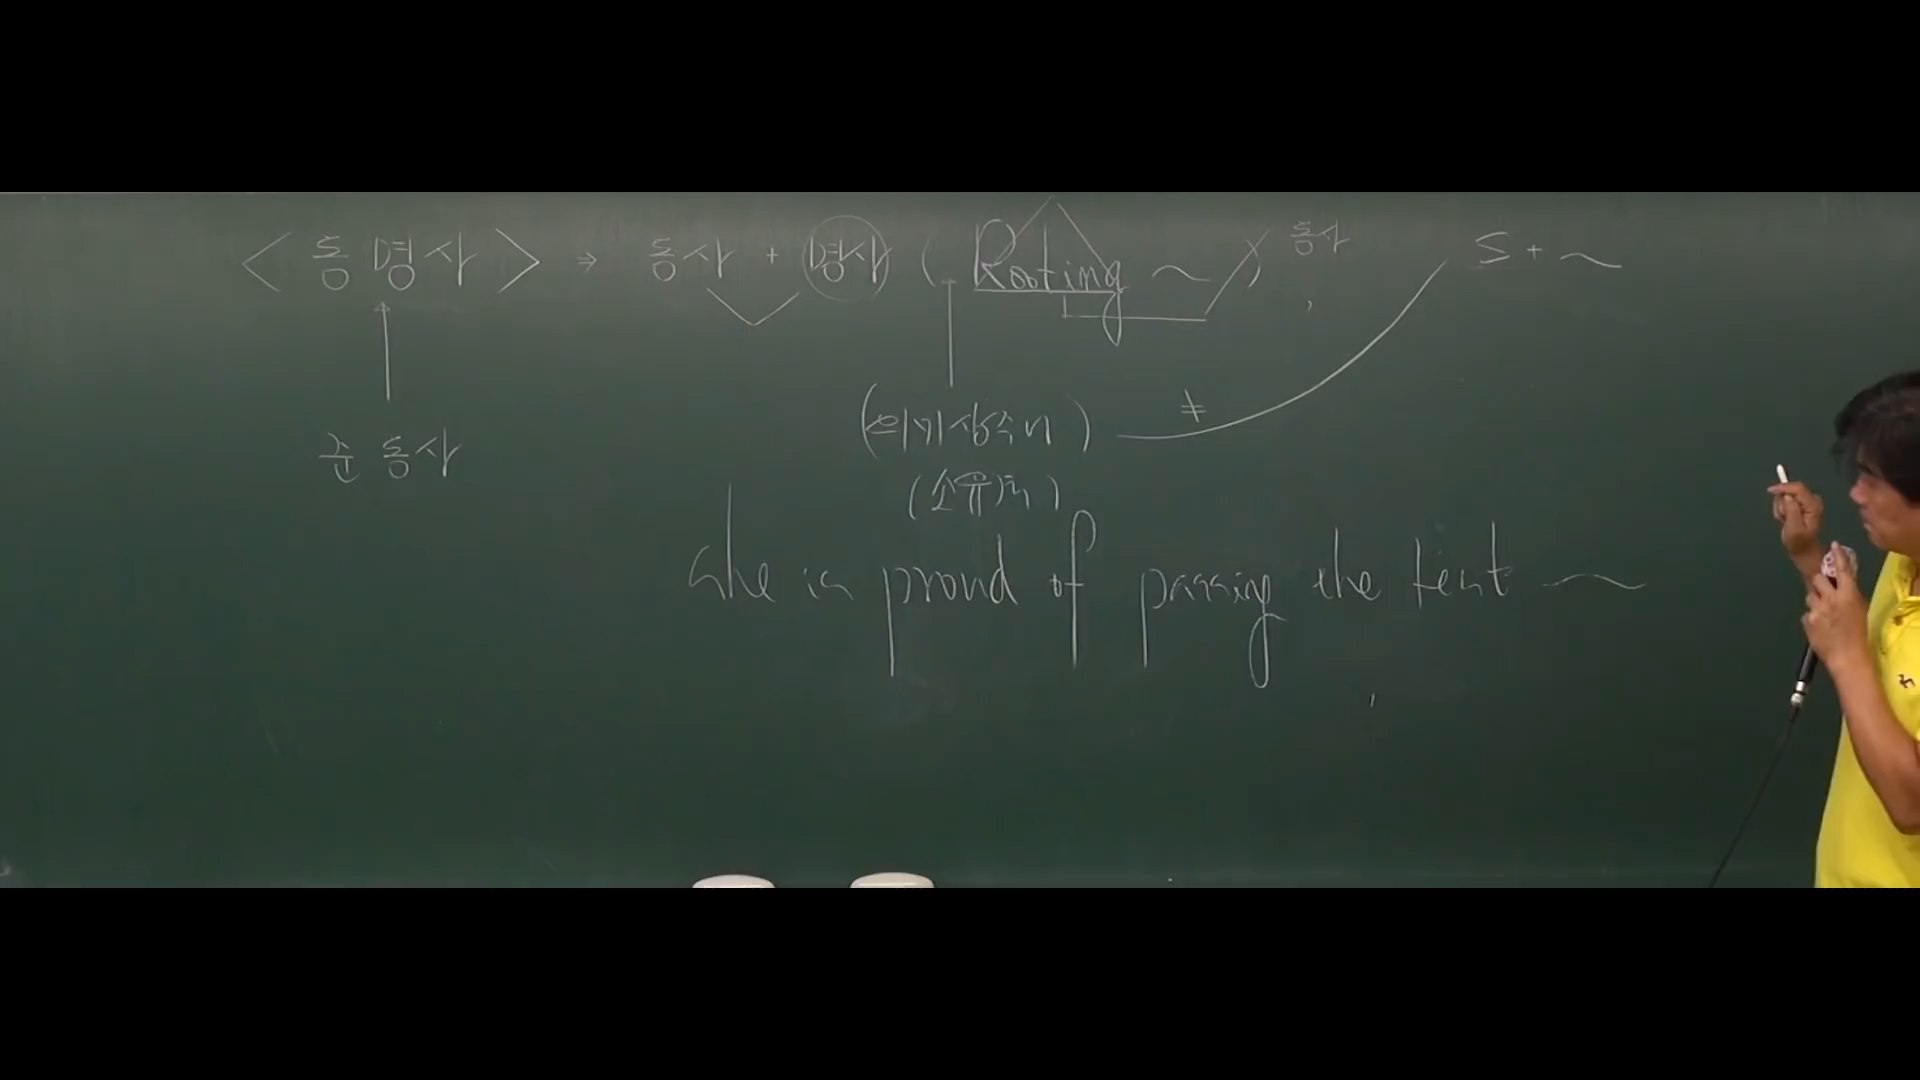 < 동명사 > ⇒ 동사 + 명사 ( Rooting ~ ) 동사 S + ~
(의미상주어) ≠
준동사
(소유격)
she is proud of passing the test ~